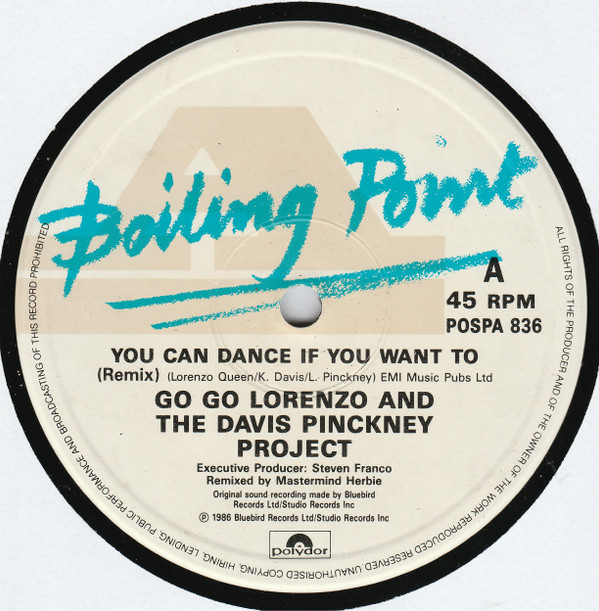 Boiling Point
A
45 RPM
POSPA 836
YOU CAN DANCE IF YOU WANT TO
(Remix) (Lorenzo Queen/K. Davis/L. Pinckney) EMI Music Pubs Ltd
GO GO LORENZO AND
THE DAVIS PINCKNEY
PROJECT
Executive Producer: Steven Franco
Remixed by Mastermind Herbie
Original sound recording made by Bluebird
Records Ltd/Studio Records Inc
℗ 1986 Bluebird Records Ltd/Studio Records Inc
polydor
ALL RIGHTS OF THE PRODUCER AND OF THE OWNER OF THE WORK REPRODUCED RESERVED UNAUTHORISED COPYING, HIRING, LENDING, PUBLIC PERFORMANCE AND BROADCASTING OF THIS RECORD PROHIBITED